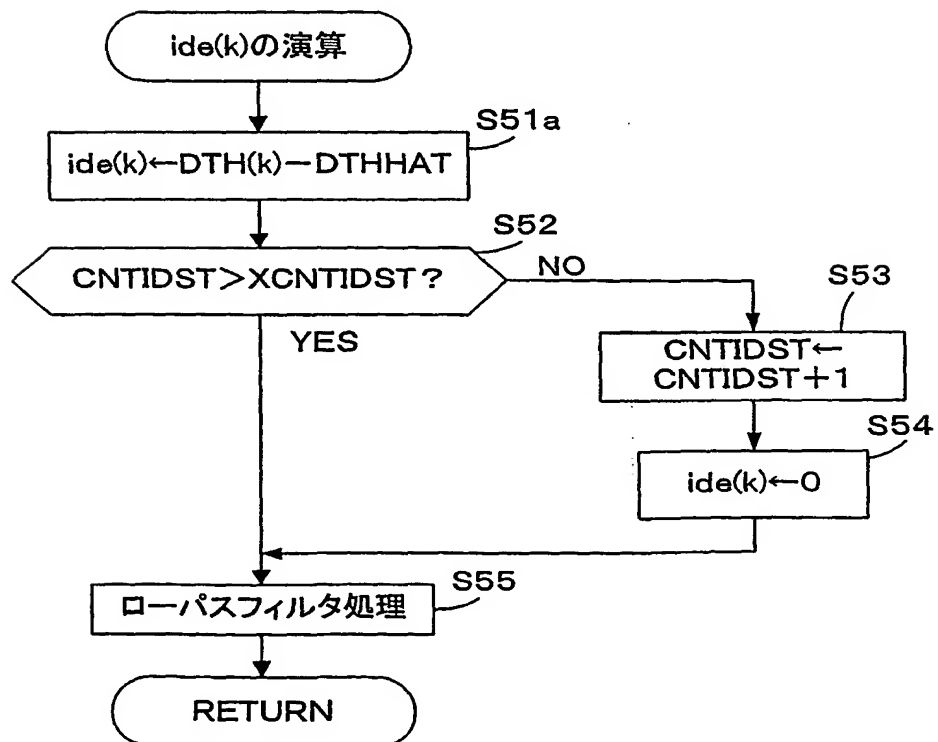 ide(k)の演算
S51a
ide(k)←DTH(k)−DTHHAT
S52
CNTIDST>XCNTIDST?
NO
YES
S53
CNTIDST←
CNTIDST+1
S54
ide(k)←0
S55
ローパスフィルタ処理
RETURN